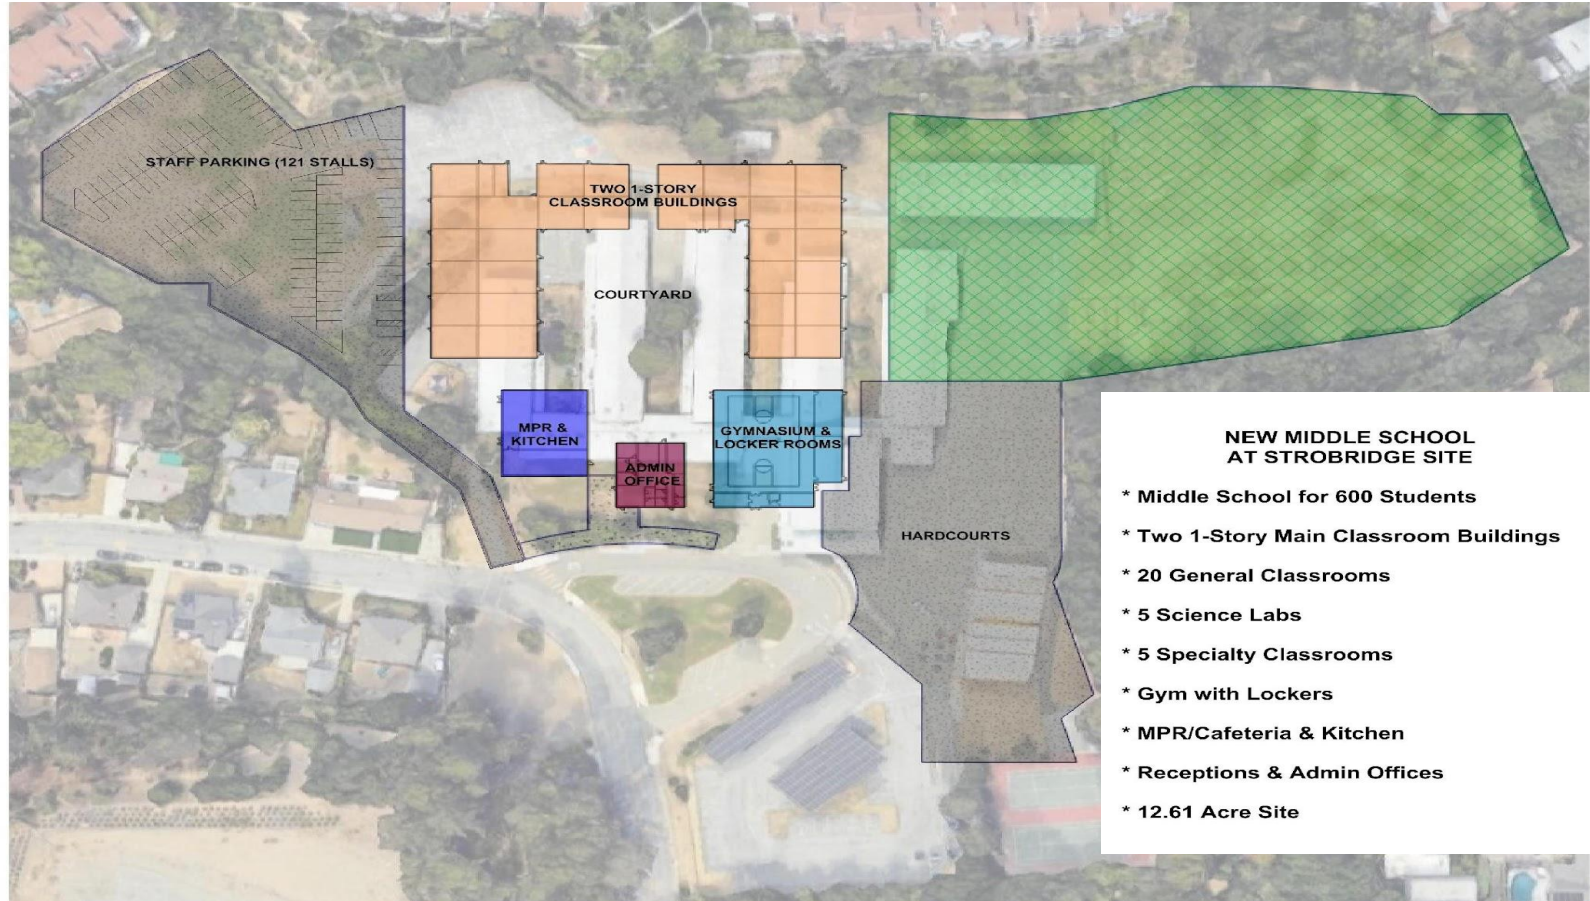 STAFF PARKING (121 STALLS)
TWO 1-STORY
CLASSROOM BUILDINGS
COURTYARD
MPR &
KITCHEN
ADMIN
OFFICE
GYMNASIUM &
LOCKER ROOMS
HARDCOURTS
NEW MIDDLE SCHOOL
AT STROBRIDGE SITE
* Middle School for 600 Students
* Two 1-Story Main Classroom Buildings
* 20 General Classrooms
* 5 Science Labs
* 5 Specialty Classrooms
* Gym with Lockers
* MPR/Cafeteria & Kitchen
* Receptions & Admin Offices
* 12.61 Acre Site